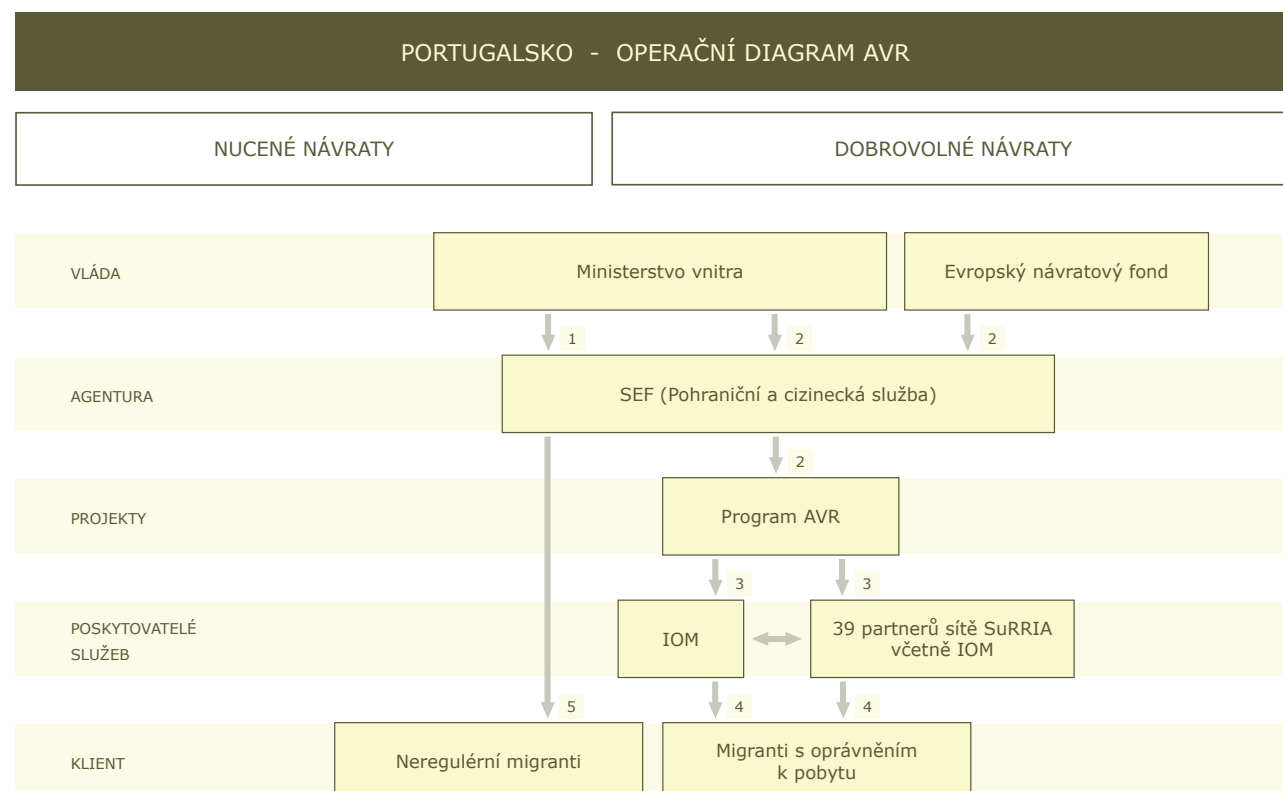 PORTUGALSKO - OPERAČNÍ DIAGRAM AVR
NUCENÉ NÁVRATY
DOBROVOLNÉ NÁVRATY
VLÁDA
Ministerstvo vnitra
Evropský návratový fond
1
2
2
AGENTURA
SEF (Pohraniční a cizinecká služba)
2
PROJEKTY
Program AVR
3
3
POSKYTOVATELÉ
SLUŽEB
IOM
39 partnerů sítě SuRRIA
včetně IOM
5
4
4
KLIENT
Neregulérní migranti
Migranti s oprávněním
k pobytu